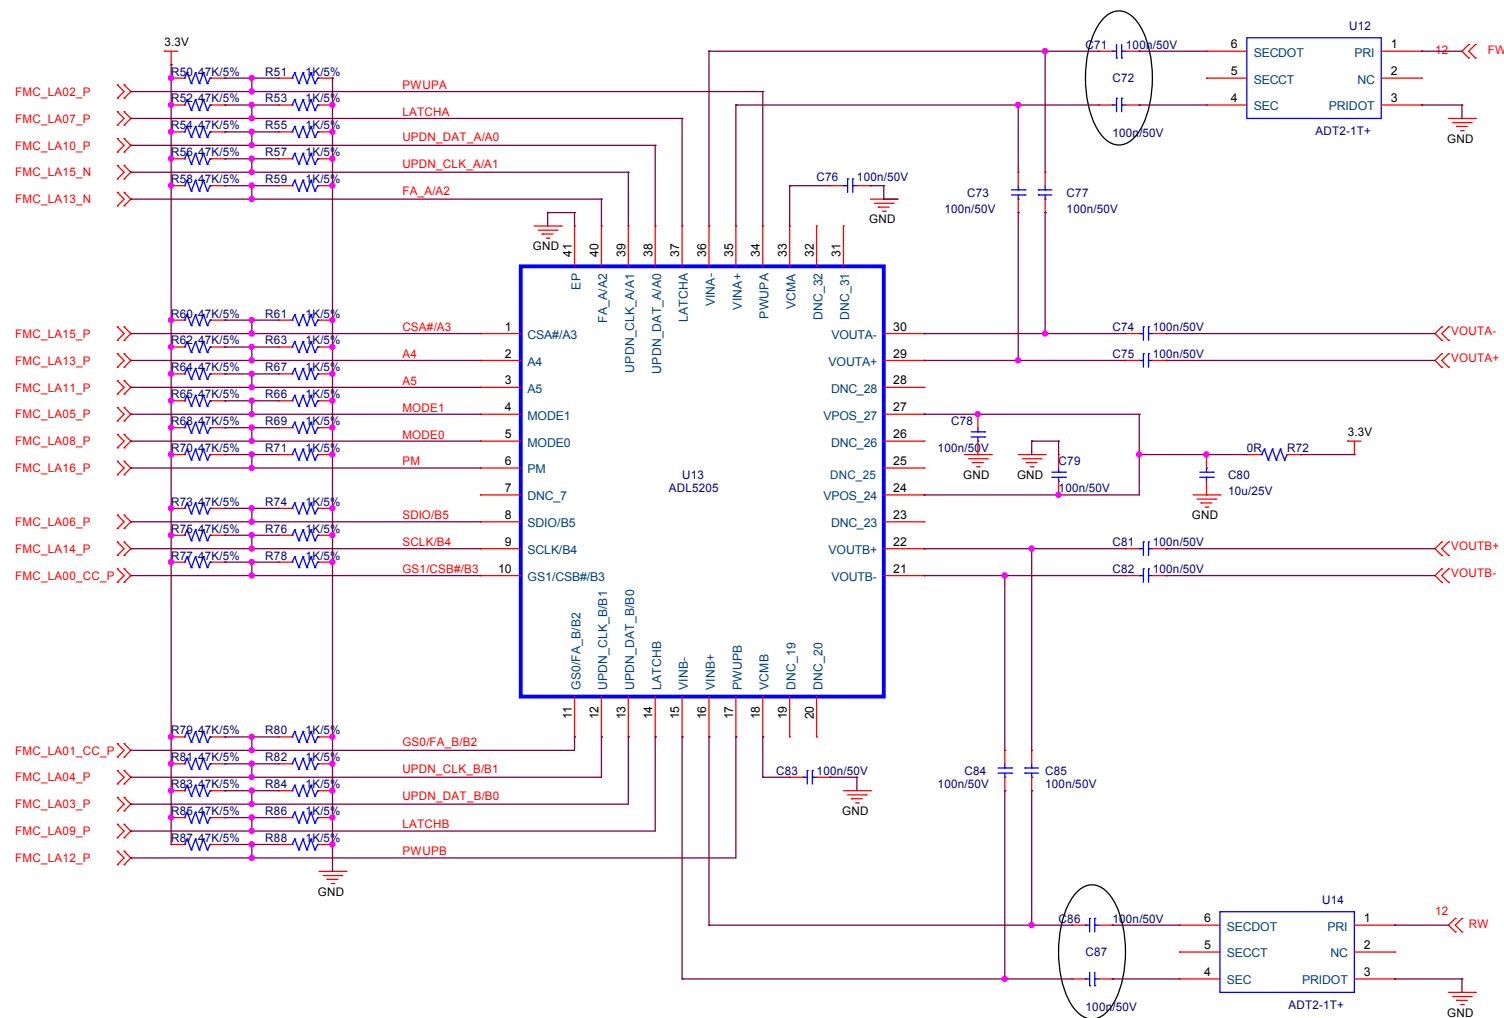 3.3V
R50 47K/5% R51 1K/5%
FMC_LA02_P PWUPA
R52 47K/5% R53 1K/5%
FMC_LA07_P LATCHA
R54 47K/5% R55 1K/5%
FMC_LA10_P UPDN_DAT_A/A0
R56 47K/5% R57 1K/5%
FMC_LA15_N UPDN_CLK_A/A1
R58 47K/5% R59 1K/5%
FMC_LA13_N FA_A/A2
R60 47K/5% R61 1K/5%
FMC_LA15_P CSA#/A3
R62 47K/5% R63 1K/5%
FMC_LA13_P A4
R64 47K/5% R67 1K/5%
FMC_LA11_P A5
R65 47K/5% R66 1K/5%
FMC_LA05_P MODE1
R68 47K/5% R69 1K/5%
FMC_LA08_P MODE0
R70 47K/5% R71 1K/5%
FMC_LA16_P PM
R73 47K/5% R74 1K/5%
FMC_LA06_P SDIO/B5
R75 47K/5% R76 1K/5%
FMC_LA14_P SCLK/B4
R77 47K/5% R78 1K/5%
FMC_LA00_CC_P GS1/CSB#/B3
R79 47K/5% R80 1K/5%
FMC_LA01_CC_P GS0/FA_B/B2
R81 47K/5% R82 1K/5%
FMC_LA04_P UPDN_CLK_B/B1
R83 47K/5% R84 1K/5%
FMC_LA03_P UPDN_DAT_B/B0
R85 47K/5% R86 1K/5%
FMC_LA09_P LATCHB
R87 47K/5% R88 1K/5%
FMC_LA12_P PWUPB
GND
GND
41 40 39 38 37 36 35 34 33 32 31
EP FA_A/A2 UPDN_CLK_A/A1 UPDN_DAT_A/A0 LATCHA VINA- VINA+ PWUPA VCMA DNC_32 DNC_31
1 CSA#/A3
2 A4
3 A5
4 MODE1
5 MODE0
6 PM
7 DNC_7
8 SDIO/B5
9 SCLK/B4
10 GS1/CSB#/B3
U13
ADL5205
VOUTA- 30
VOUTA+ 29
DNC_28 28
VPOS_27 27
DNC_26 26
DNC_25 25
VPOS_24 24
DNC_23 23
VOUTB+ 22
VOUTB- 21
GS0/FA_B/B2 UPDN_CLK_B/B1 UPDN_DAT_B/B0 LATCHB VINB- VINB+ PWUPB VCMB DNC_19 DNC_20
11 12 13 14 15 16 17 18 19 20
C76 100n/50V
GND
C83 100n/50V
GND
C71 100n/50V
C72
100n/50V
U12
6 SECDOT PRI 1
5 SECCT NC 2
4 SEC PRIDOT 3
ADT2-1T+
12 FW
GND
C73
100n/50V
C77
100n/50V
C74 100n/50V VOUTA-
C75 100n/50V VOUTA+
C78
100n/50V
GND
GND
C79
100n/50V
3.3V
0R R72
C80
10u/25V
GND
C81 100n/50V VOUTB+
C82 100n/50V VOUTB-
C84
100n/50V
C85
100n/50V
C86 100n/50V
C87
100n/50V
U14
6 SECDOT PRI 1
5 SECCT NC 2
4 SEC PRIDOT 3
ADT2-1T+
12 RW
GND